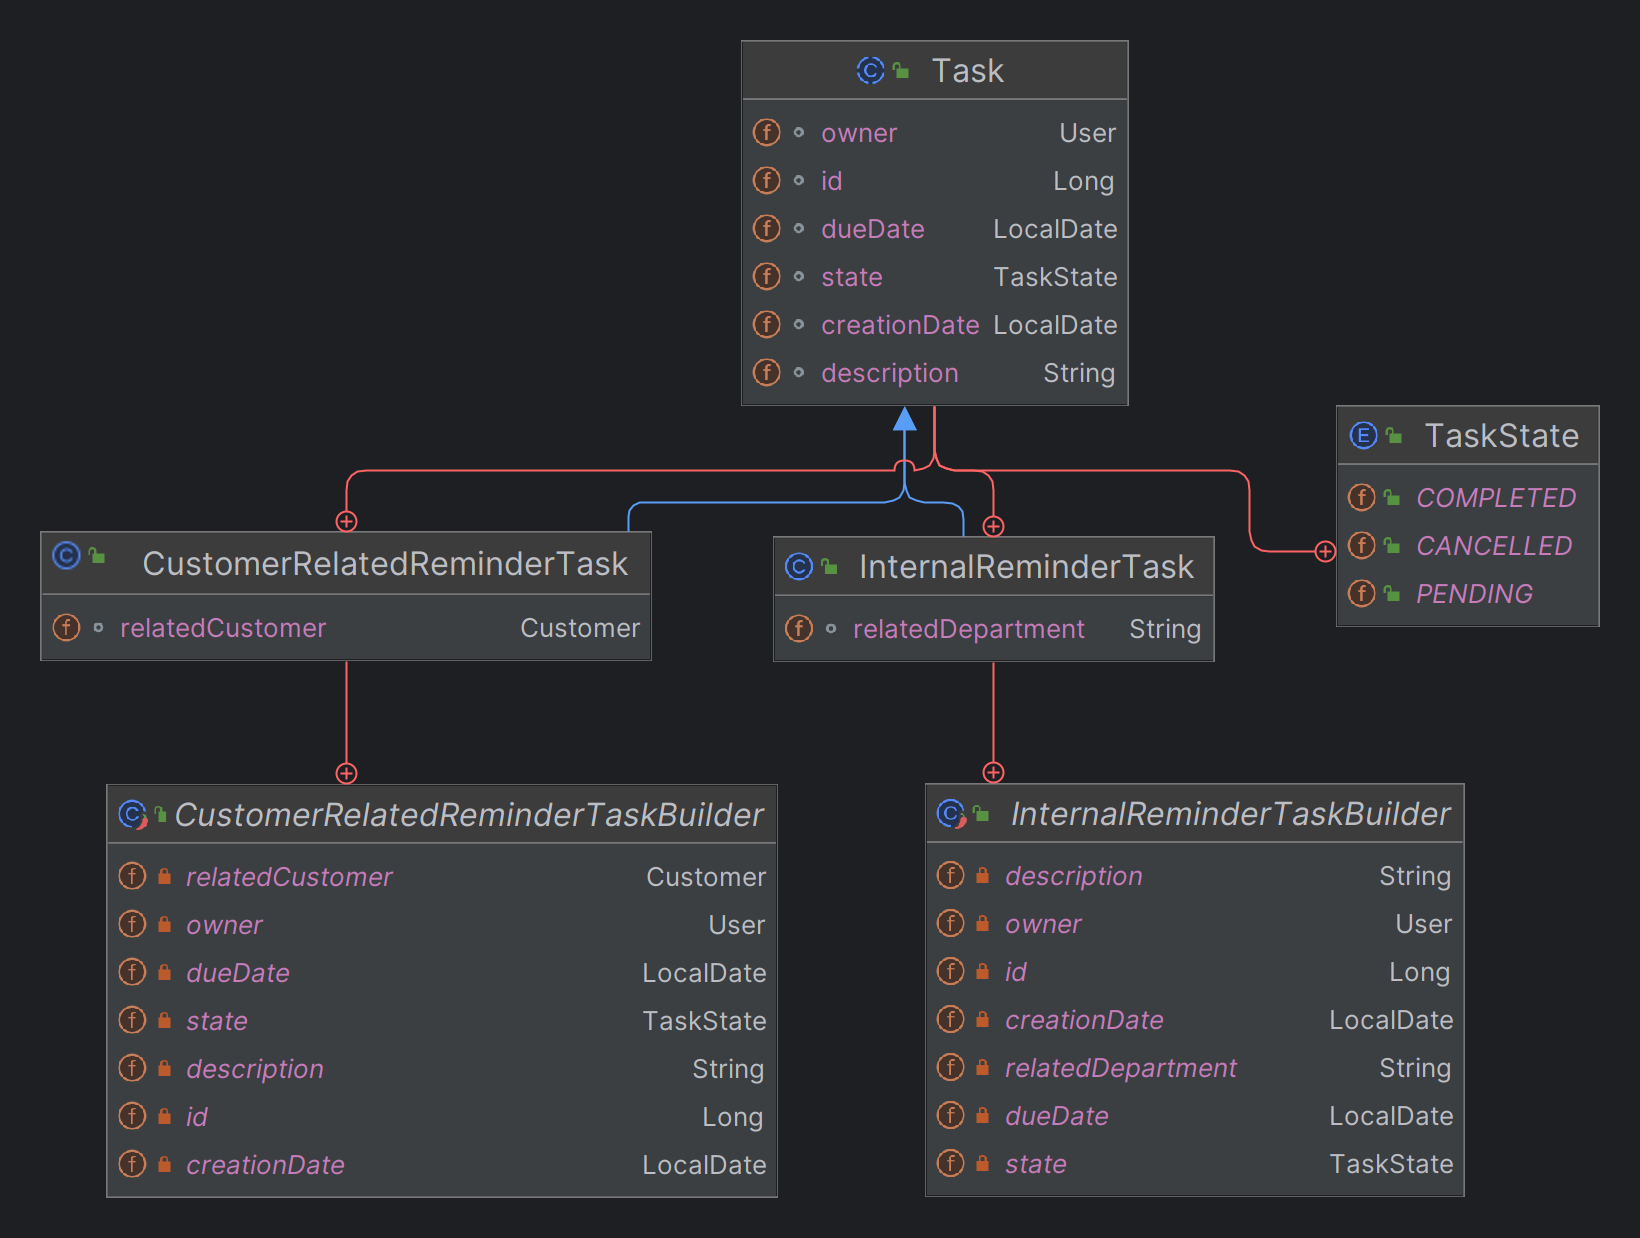 Task
owner User
id Long
dueDate LocalDate
state TaskState
creationDate LocalDate
description String
TaskState
COMPLETED
CANCELLED
PENDING
CustomerRelatedReminderTask
relatedCustomer Customer
InternalReminderTask
relatedDepartment String
CustomerRelatedReminderTaskBuilder
relatedCustomer Customer
owner User
dueDate LocalDate
state TaskState
description String
id Long
creationDate LocalDate
InternalReminderTaskBuilder
description String
owner User
id Long
creationDate LocalDate
relatedDepartment String
dueDate LocalDate
state TaskState